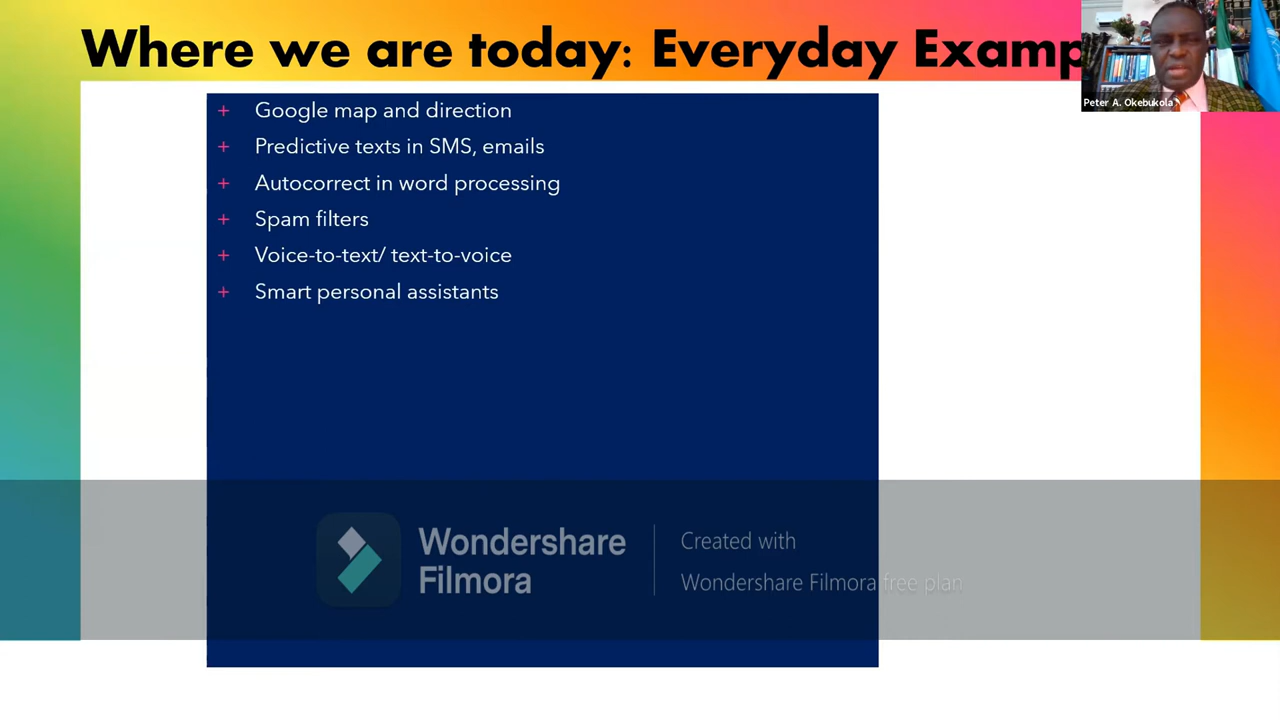 Where we are today: Everyday Examp
Peter A. Okebukola
+ Google map and direction
+ Predictive texts in SMS, emails
+ Autocorrect in word processing
+ Spam filters
+ Voice-to-text/ text-to-voice
+ Smart personal assistants
Wondershare
Filmora
Created with
Wondershare Filmora free plan